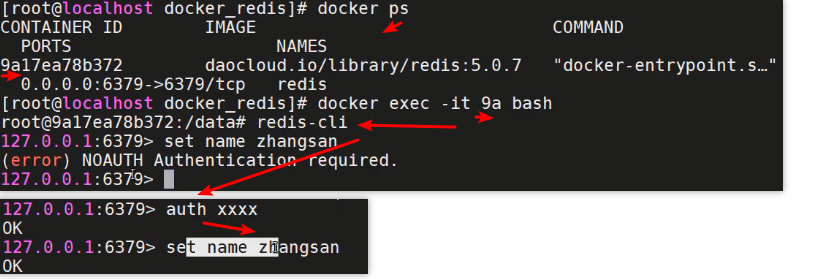 [root@localhost docker_redis]# docker ps
CONTAINER ID        IMAGE                               COMMAND
  PORTS                    NAMES
9a17ea78b372        daocloud.io/library/redis:5.0.7   "docker-entrypoint.s…"
  0.0.0.0:6379->6379/tcp   redis
[root@localhost docker_redis]# docker exec -it 9a bash
root@9a17ea78b372:/data# redis-cli
127.0.0.1:6379> set name zhangsan
(error) NOAUTH Authentication required.
127.0.0.1:6379>
127.0.0.1:6379> auth xxxx
OK
127.0.0.1:6379> set name zhangsan
OK